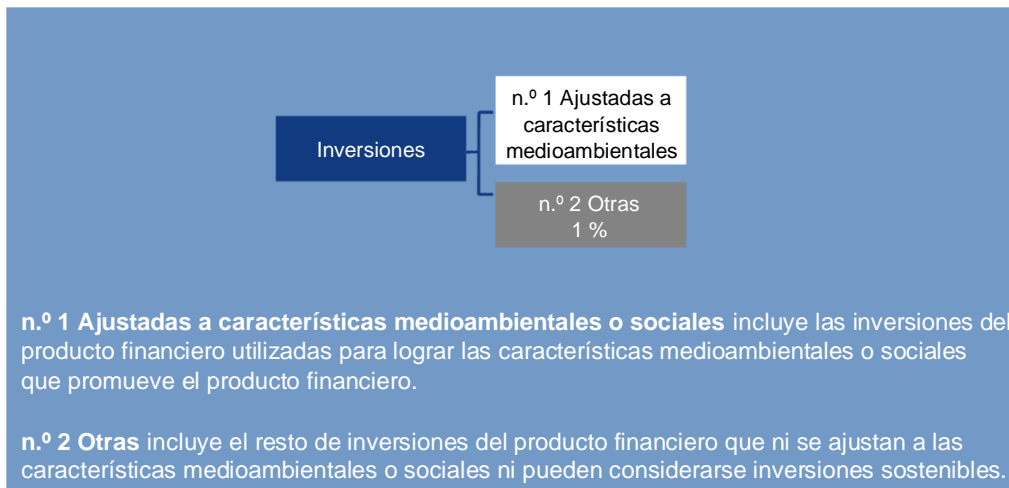 n.º 1 Ajustadas a
características
medioambientales
Inversiones
n.º 2 Otras
1 %
n.º 1 Ajustadas a características medioambientales o sociales incluye las inversiones del
producto financiero utilizadas para lograr las características medioambientales o sociales
que promueve el producto financiero.
n.º 2 Otras incluye el resto de inversiones del producto financiero que ni se ajustan a las
características medioambientales o sociales ni pueden considerarse inversiones sostenibles.